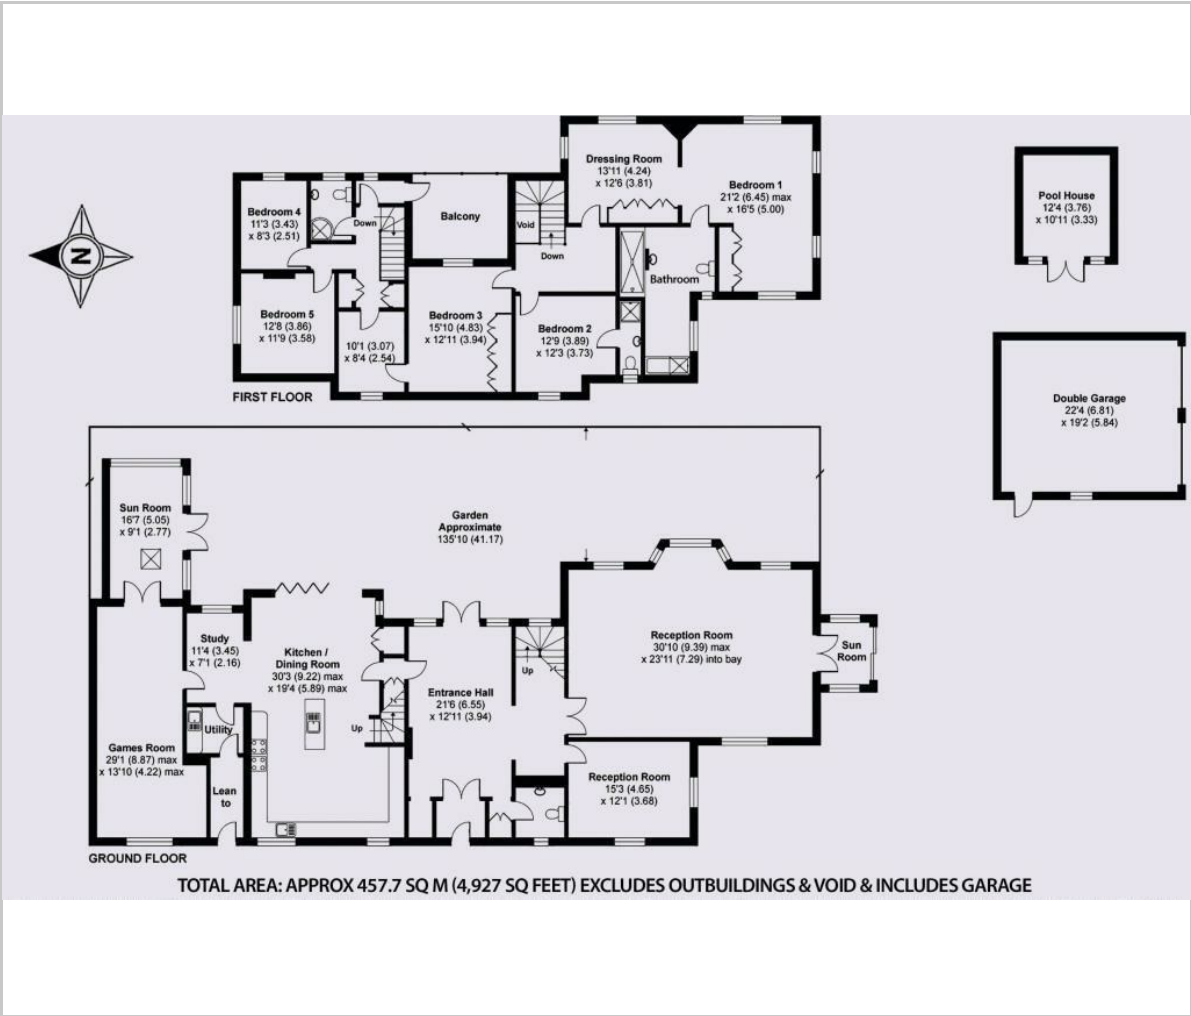 Dressing Room
13'11 (4.24)
x 12'6 (3.81)
Bedroom 1
21'2 (6.45) max
x 16'5 (5.00)
Pool House
12'4 (3.76)
x 10'11 (3.33)
Bedroom 4
11'3 (3.43)
x 8'3 (2.51)
Down
Balcony
Void
Down
Bathroom
N
Bedroom 5
12'8 (3.86)
x 11'9 (3.58)
10'1 (3.07)
x 8'4 (2.54)
Bedroom 3
15'10 (4.83)
x 12'11 (3.94)
Bedroom 2
12'9 (3.89)
x 12'3 (3.73)
FIRST FLOOR
Double Garage
22'4 (6.81)
x 19'2 (5.84)
Sun Room
16'7 (5.05)
x 9'1 (2.77)
Garden
Approximate
135'10 (41.17)
Study
11'4 (3.45)
x 7'1 (2.16)
Kitchen /
Dining Room
30'3 (9.22) max
x 19'4 (5.89) max
Up
Entrance Hall
21'6 (6.55)
x 12'11 (3.94)
Up
Reception Room
30'10 (9.39) max
x 23'11 (7.29) into bay
Sun
Room
Utility
Games Room
29'1 (8.87) max
x 13'10 (4.22) max
Lean
to
Reception Room
15'3 (4.65)
x 12'1 (3.68)
GROUND FLOOR
TOTAL AREA: APPROX 457.7 SQ M (4,927 SQ FEET) EXCLUDES OUTBUILDINGS & VOID & INCLUDES GARAGE